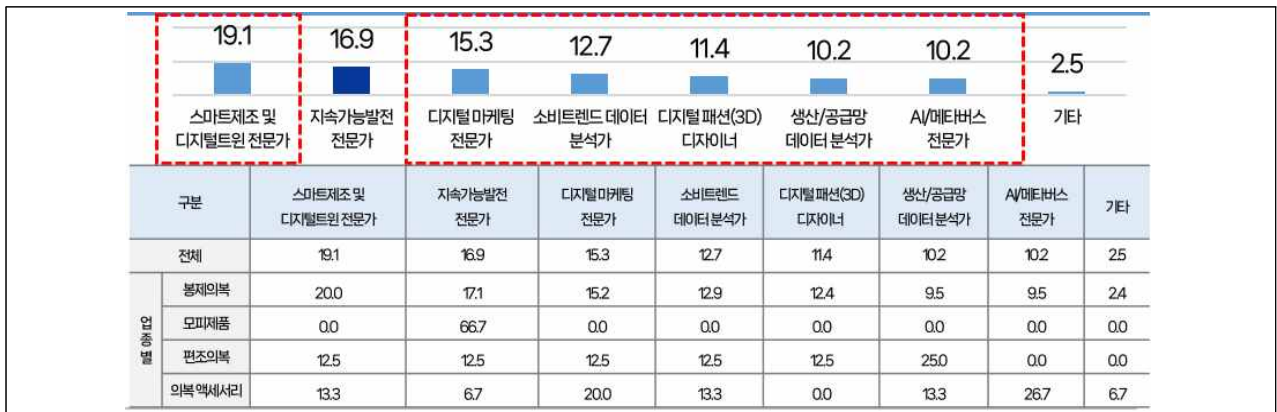 19.1 16.9 15.3 12.7 11.4 10.2 10.2 2.5
스마트제조 및 지속가능발전 디지털 마케팅 소비트렌드 데이터 디지털 패션(3D) 생산/공급망 AI/메타버스 기타
디지털트윈 전문가 전문가 전문가 분석가 디자이너 데이터 분석가 전문가
구분 스마트제조 및 지속가능발전 디지털 마케팅 소비트렌드 디지털 패션(3D) 생산/공급망 AI/메타버스 기타
디지털트윈 전문가 전문가 전문가 데이터 분석가 디자이너 데이터 분석가 전문가
전체 19.1 16.9 15.3 12.7 11.4 10.2 10.2 2.5
업종별
봉제의복 20.0 17.1 15.2 12.9 12.4 9.5 9.5 2.4
모피제품 0.0 66.7 0.0 0.0 0.0 0.0 0.0 0.0
편조의복 12.5 12.5 12.5 12.5 12.5 25.0 0.0 0.0
의복 액세서리 13.3 6.7 20.0 13.3 0.0 13.3 26.7 6.7